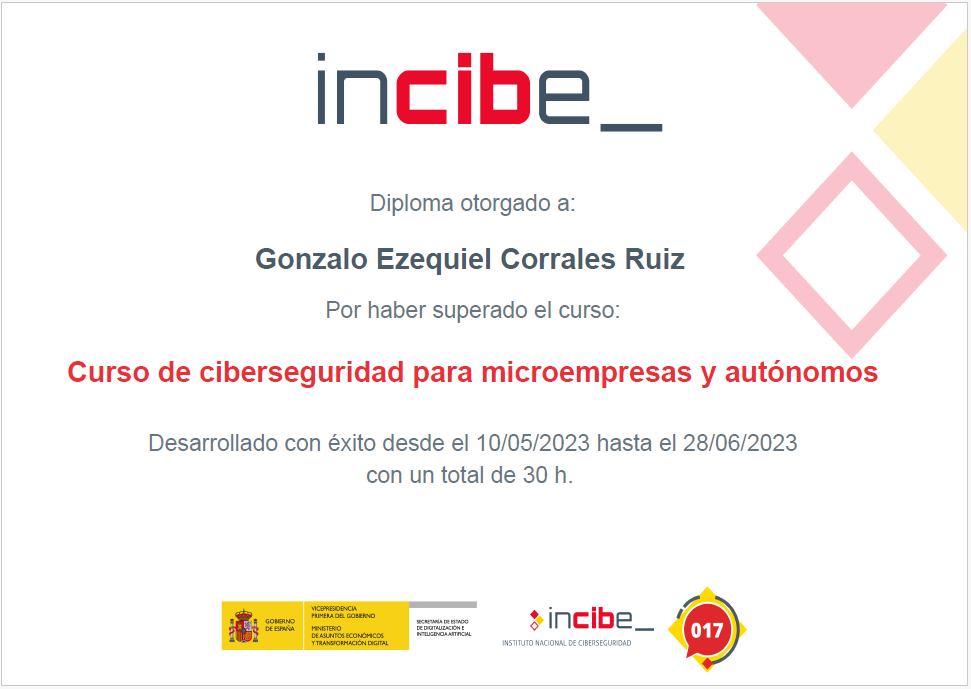 incibe_
Diploma otorgado a:
Gonzalo Ezequiel Corrales Ruiz
Por haber superado el curso:
Curso de ciberseguridad para microempresas y autónomos
Desarrollado con éxito desde el 10/05/2023 hasta el 28/06/2023
con un total de 30 h.
GOBIERNO
DE ESPAÑA
VICEPRESIDENCIA
PRIMERA DEL GOBIERNO
MINISTERIO
DE ASUNTOS ECONÓMICOS
Y TRANSFORMACIÓN DIGITAL
SECRETARÍA DE ESTADO
DE DIGITALIZACIÓN E
INTELIGENCIA ARTIFICIAL
incibe_
INSTITUTO NACIONAL DE CIBERSEGURIDAD
017